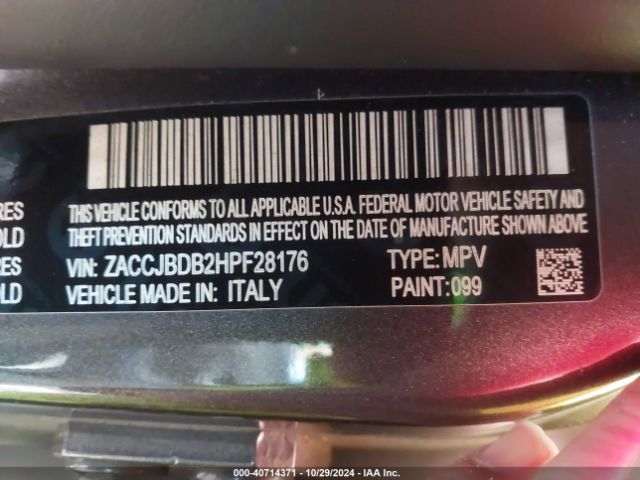 THIS VEHICLE CONFORMS TO ALL APPLICABLE U.S.A. FEDERAL MOTOR VEHICLE SAFETY AND
RES
THEFT PREVENTION STANDARDS IN EFFECT ON THE DATE OF MANUFACTURE SHOWN ABOVE
OLD
VIN: ZACCJBDB2HPF28176 TYPE: MPV
RES
VEHICLE MADE IN: ITALY PAINT: 099
OLD
000-40714371 | 10/29/2024 - IAA Inc.